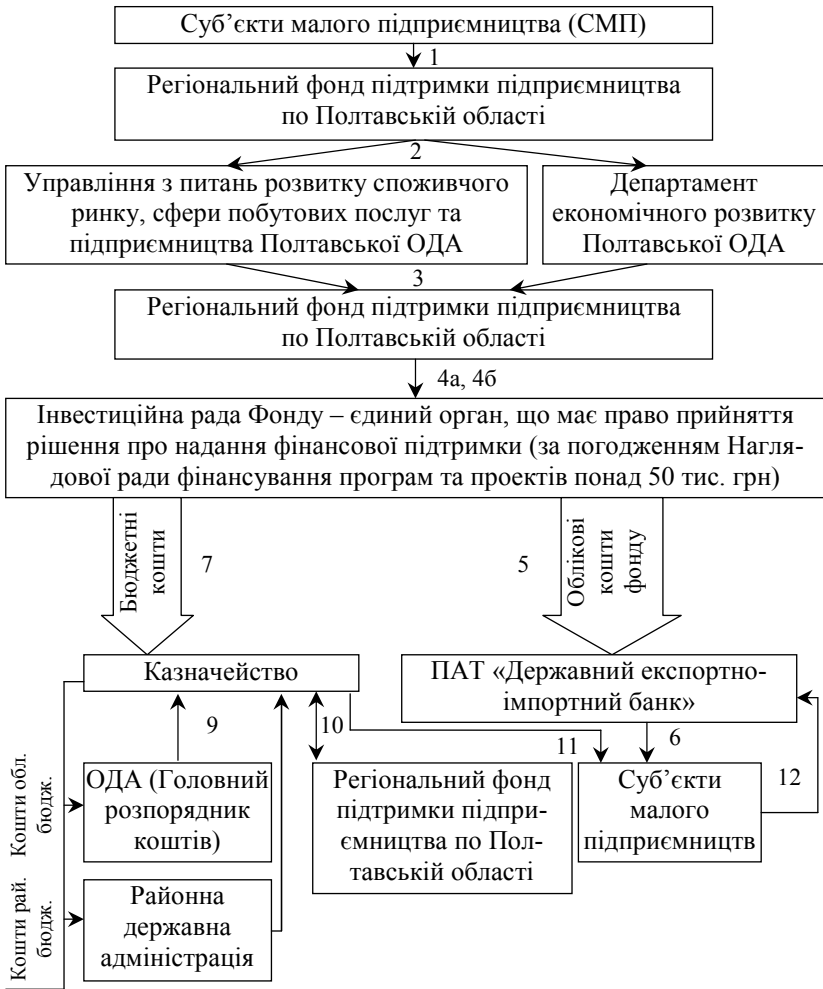 Суб’єкти малого підприємництва (СМП)
1
Регіональний фонд підтримки підприємництва
по Полтавській області
2
Управління з питань розвитку споживчого
ринку, сфери побутових послуг та
підприємництва Полтавської ОДА
Департамент
економічного розвитку
Полтавської ОДА
3
Регіональний фонд підтримки підприємництва
по Полтавській області
4а, 4б
Інвестиційна рада Фонду – єдиний орган, що має право прийняття
рішення про надання фінансової підтримки (за погодженням Нагля-
дової ради фінансування програм та проектів понад 50 тис. грн)
Бюджетні
кошти
7
5
Облікові
кошти
фонду
Казначейство
ПАТ «Державний експортно-
імпортний банк»
9
10
11
6
12
Кошти обл.
бюдж.
ОДА (Головний
розпорядник
коштів)
Регіональний фонд
підтримки підпри-
ємництва по Пол-
тавській області
Суб’єкти
малого
підприємництв
Кошти рай.
бюдж.
Районна
державна
адміністрація